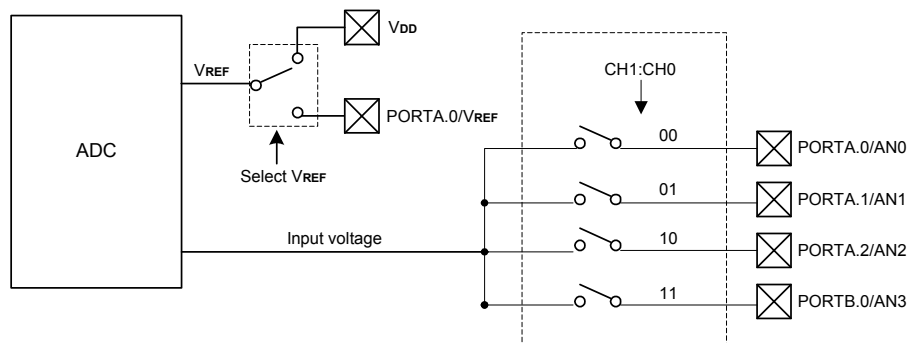 VDD
VREF
CH1:CH0
PORTA.0/VREF
ADC
00
PORTA.0/AN0
Select VREF
01
PORTA.1/AN1
Input voltage
10
PORTA.2/AN2
11
PORTB.0/AN3